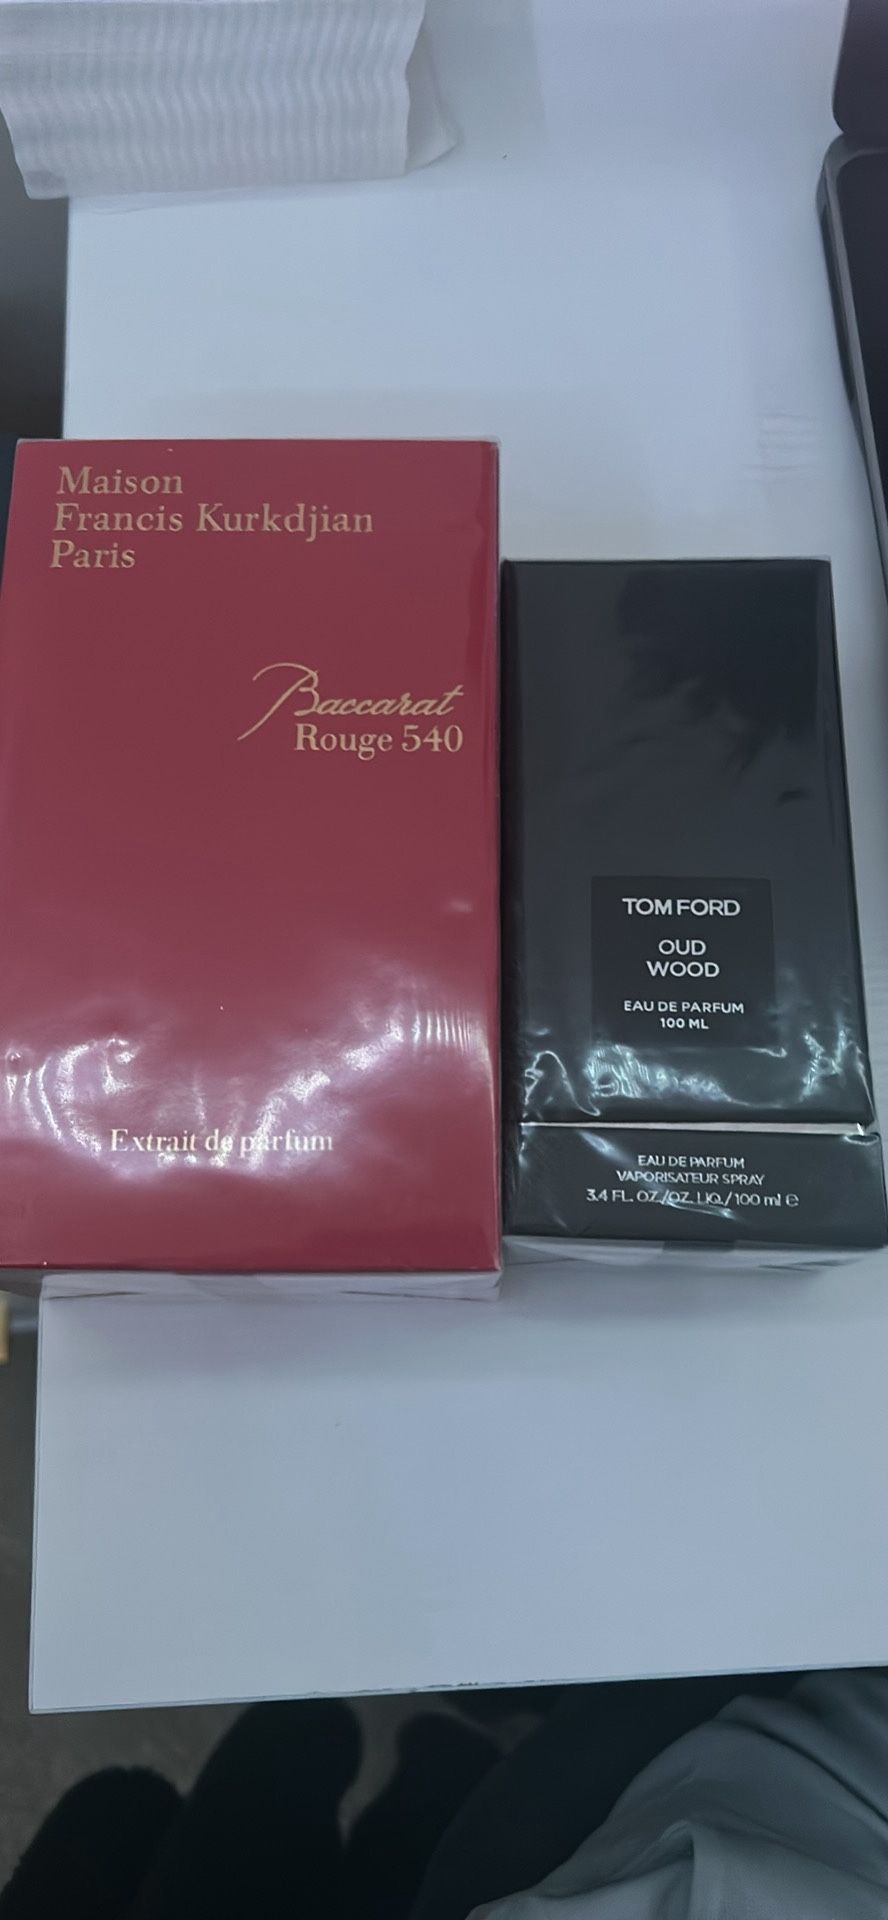 Maison
Francis Kurkdjian
Paris
Baccarat
Rouge 540
Extrait de parfum
TOM FORD
OUD
WOOD
EAU DE PARFUM
100 ML
EAU DE PARFUM
VAPORISATEUR SPRAY
3.4 FL. OZ./OZ. LIQ./100 ml ℮